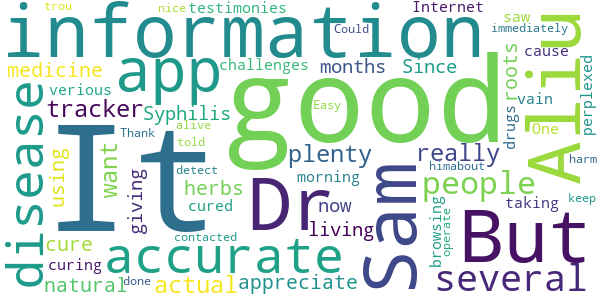 trou
nice
testimonies
Internet
information
Could
saw
immediately
medicine
app
challenges
months
Since
cause
roots
Alliu
perplexed
verious
tracker
Syphilis
good
drugs
vain
disease
It
Thank
alive
told
Easy
One
using
want
giving
detect
plenty
really
himabout
harm
morning
herbs
cured
Dr
now
Sam
people
taking
keep
living
But
cure
accurate
contacted
browsing
operate
curing
natural
done
actual
appreciate
several